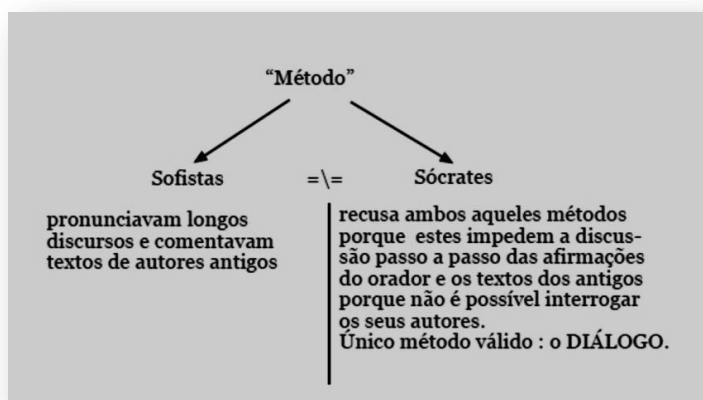 “Método”
Sofistas =\= Sócrates
pronunciavam longos
discursos e comentavam
textos de autores antigos
recusa ambos aqueles métodos
porque estes impedem a discus-
são passo a passo das afirmações
do orador e os textos dos antigos
porque não é possível interrogar
os seus autores.
Único método válido : o DIÁLOGO.